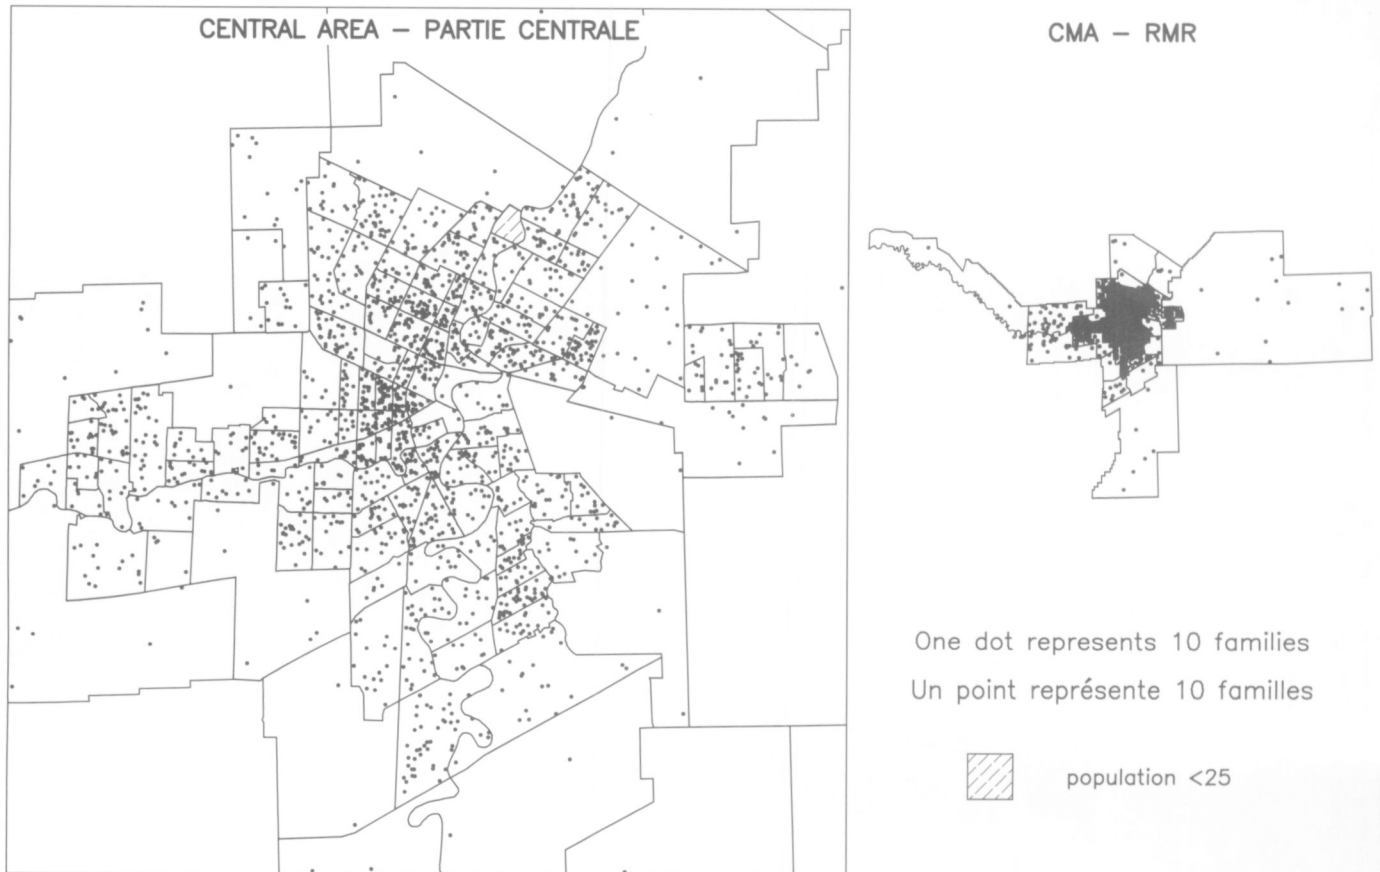 CENTRAL AREA – PARTIE CENTRALE
CMA – RMR
One dot represents 10 families
Un point représente 10 familles
population <25